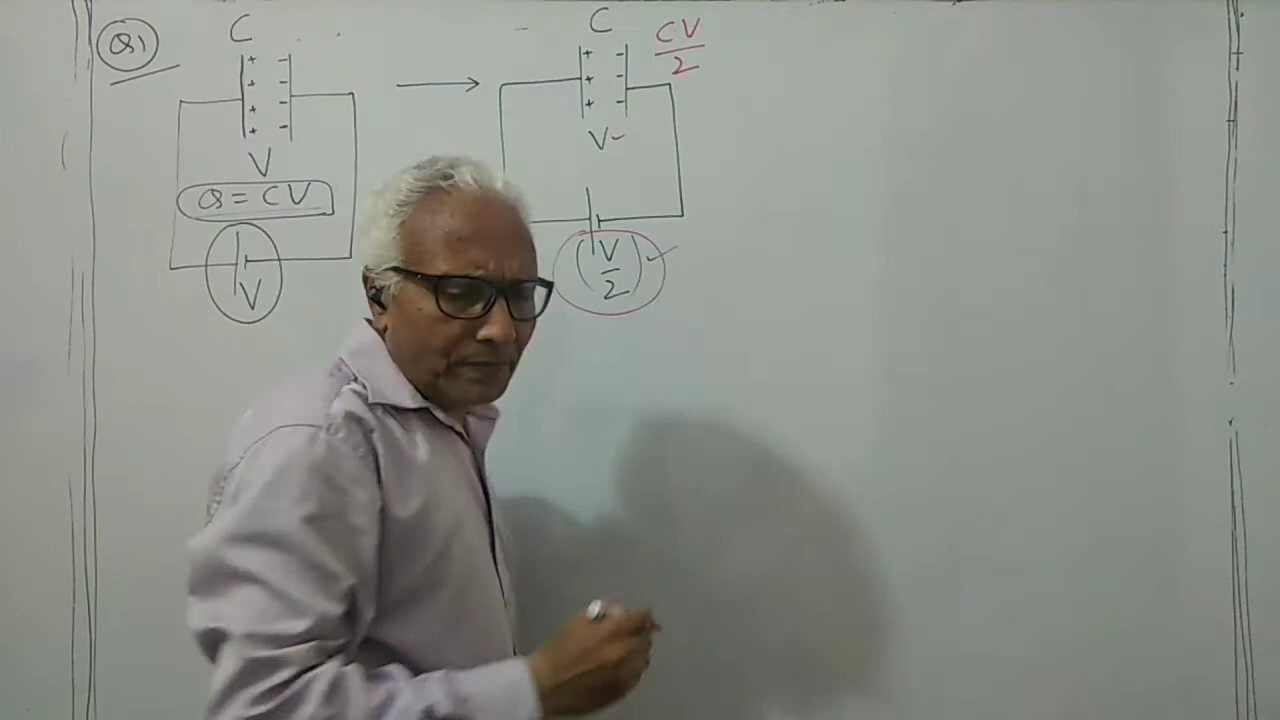 Q1
C
+ -
+ -
+ -
+ -
V
Q = CV
V
→
C
CV/2
+ -
+ -
+ -
V
(V/2) ✓